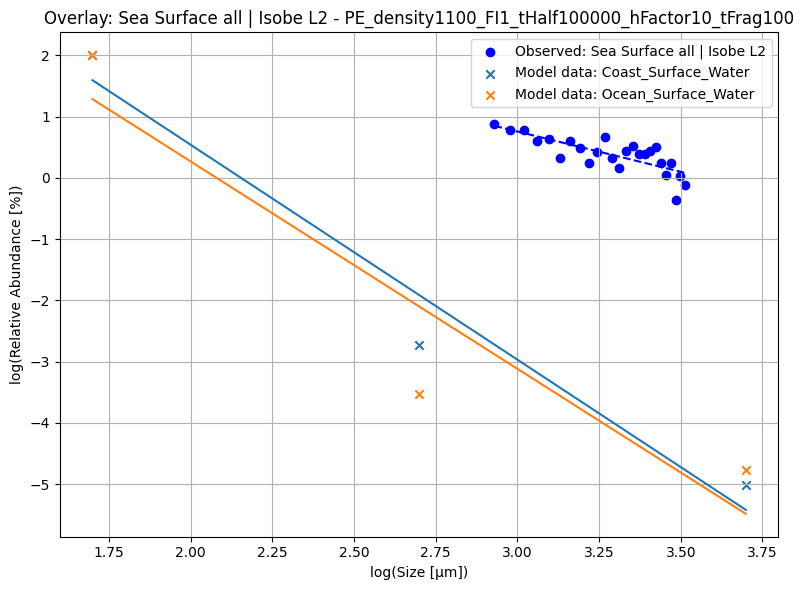 Overlay: Sea Surface all | Isobe L2 - PE_density1100_FI1_tHalf100000_hFactor10_tFrag100
Observed: Sea Surface all | Isobe L2
Model data: Coast_Surface_Water
Model data: Ocean_Surface_Water
log(Relative Abundance [%])
2
1
0
−1
−2
−3
−4
−5
1.75 2.00 2.25 2.50 2.75 3.00 3.25 3.50 3.75
log(Size [μm])